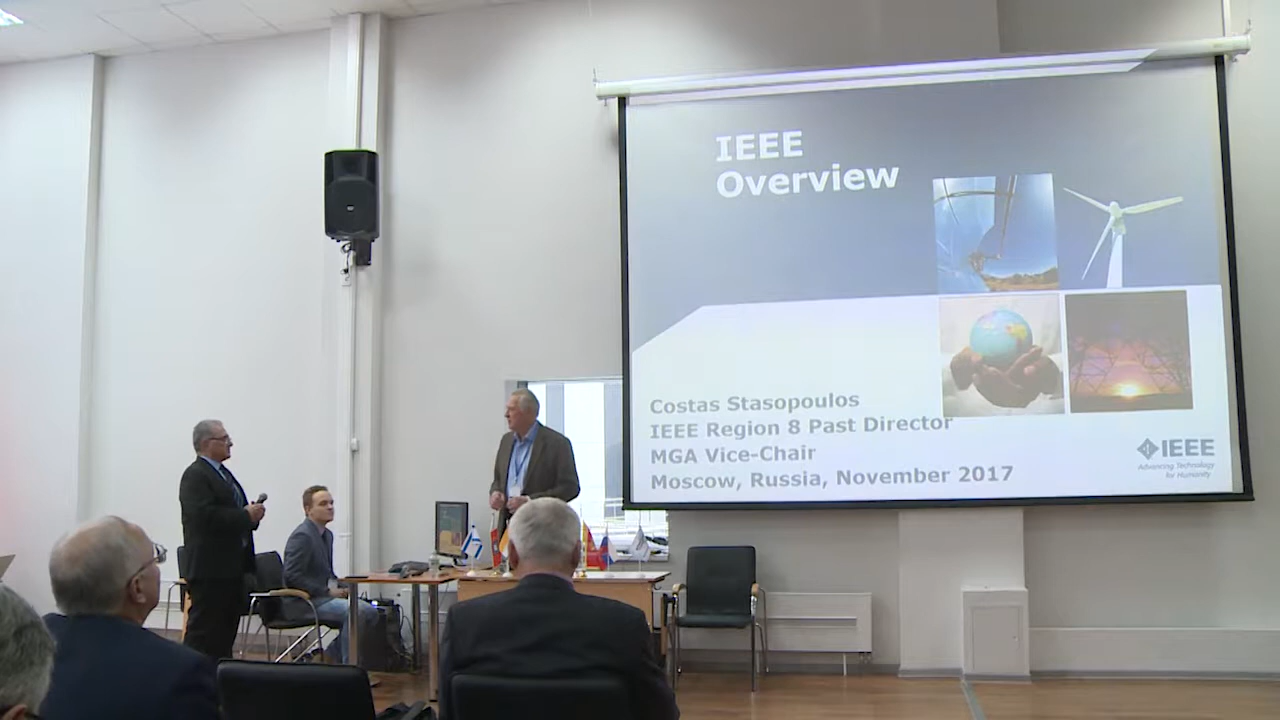 IEEE
Overview
Costas Stasopoulos
IEEE Region 8 Past Director
MGA Vice-Chair
Moscow, Russia, November 2017
IEEE
Advancing Technology
for Humanity